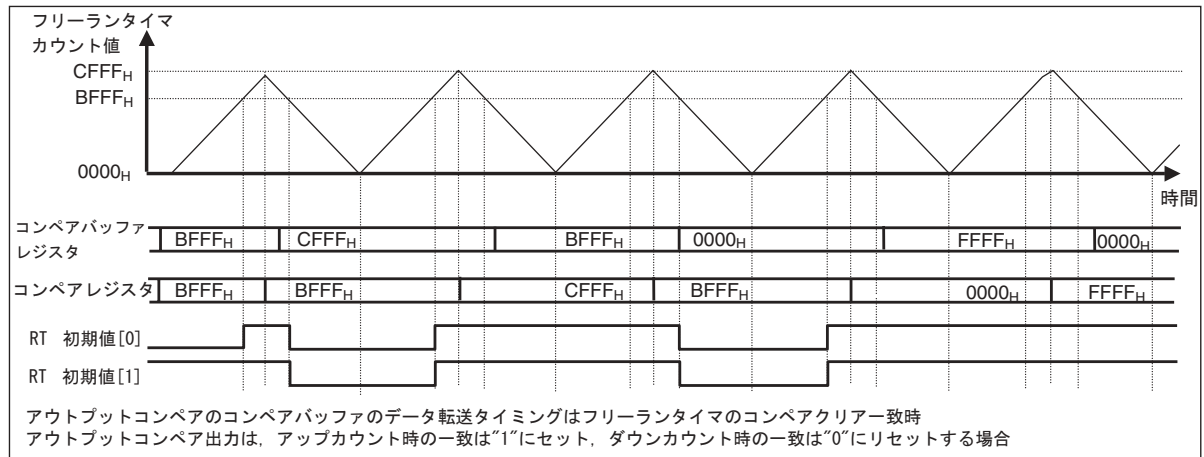 フリーランタイマ
カウント値
CFFFH
BFFFH
0000H
時間
コンペアバッファ
レジスタ
BFFFH CFFFH BFFFH 0000H FFFFH 0000H
コンペアレジスタ BFFFH BFFFH CFFFH BFFFH 0000H FFFFH
RT 初期値[0]
RT 初期値[1]
アウトプットコンペアのコンペアバッファのデータ転送タイミングはフリーランタイマのコンペアクリアー致時
アウトプットコンペア出力は，アップカウント時の一致は"1"にセット，ダウンカウント時の一致は"0"にリセットする場合